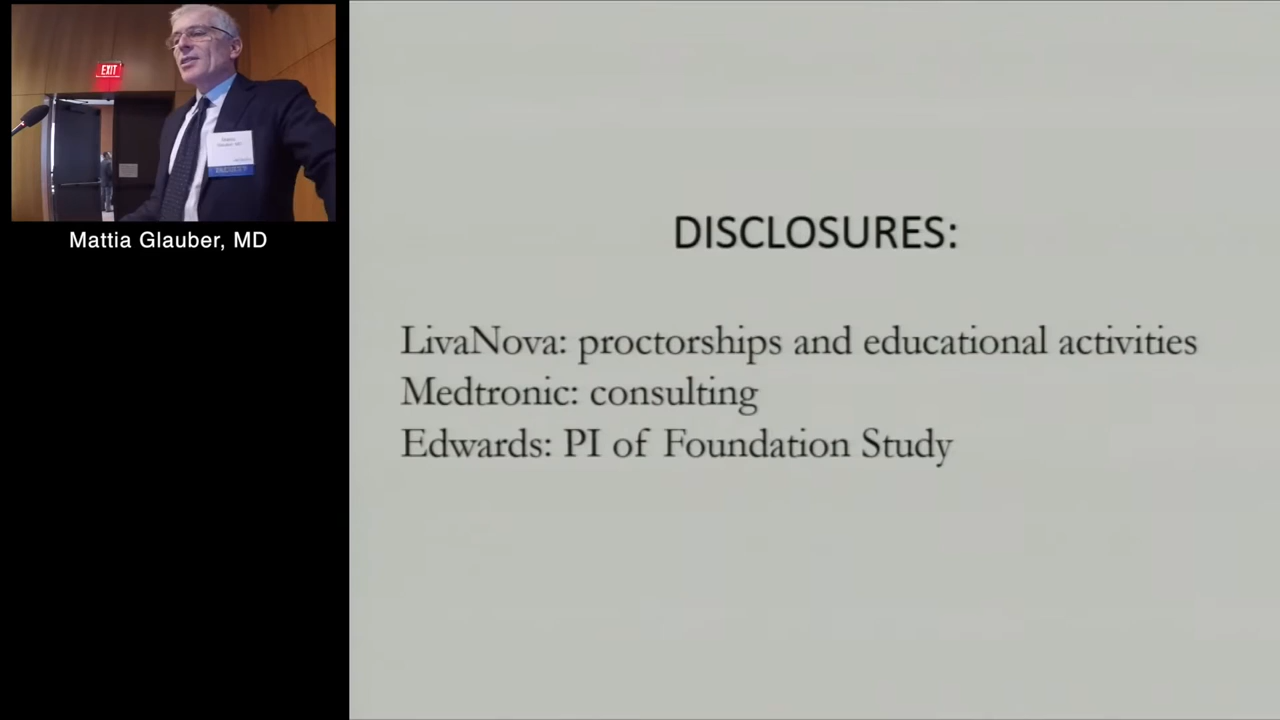 EXIT
Mattia Glauber, MD
DISCLOSURES:
LivaNova: proctorships and educational activities
Medtronic: consulting
Edwards: PI of Foundation Study